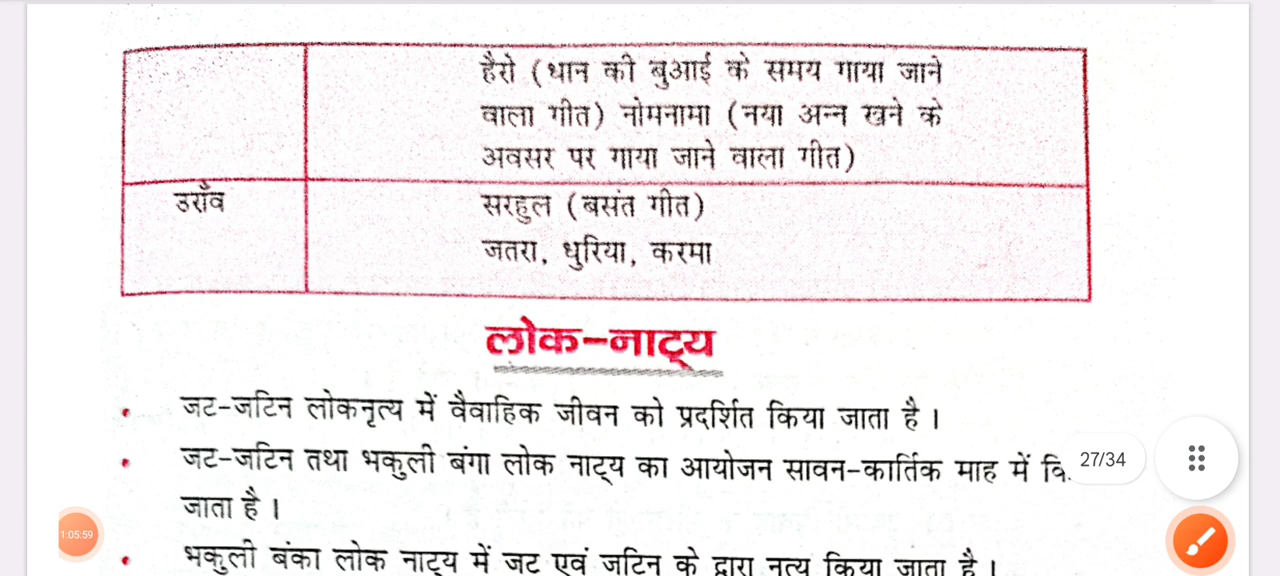 हैरो (धान की बुआई के समय गाया जाने
वाला गीत) नोमनामा (नया अन्न खने के
अवसर पर गाया जाने वाला गीत)
उराँव
सरहुल (बसंत गीत)
जतरा, धुरिया, करमा
लोक-नाट्य
• जट-जटिन लोकनृत्य में वैवाहिक जीवन को प्रदर्शित किया जाता है।
• जट-जटिन तथा भकुली बंगा लोक नाट्य का आयोजन सावन-कार्तिक माह में
27/34
जाता है।
1:05:59
• भकुली बंका लोक नाट्य में जट एवं जटिन के द्वारा नृत्य किया जाता है।